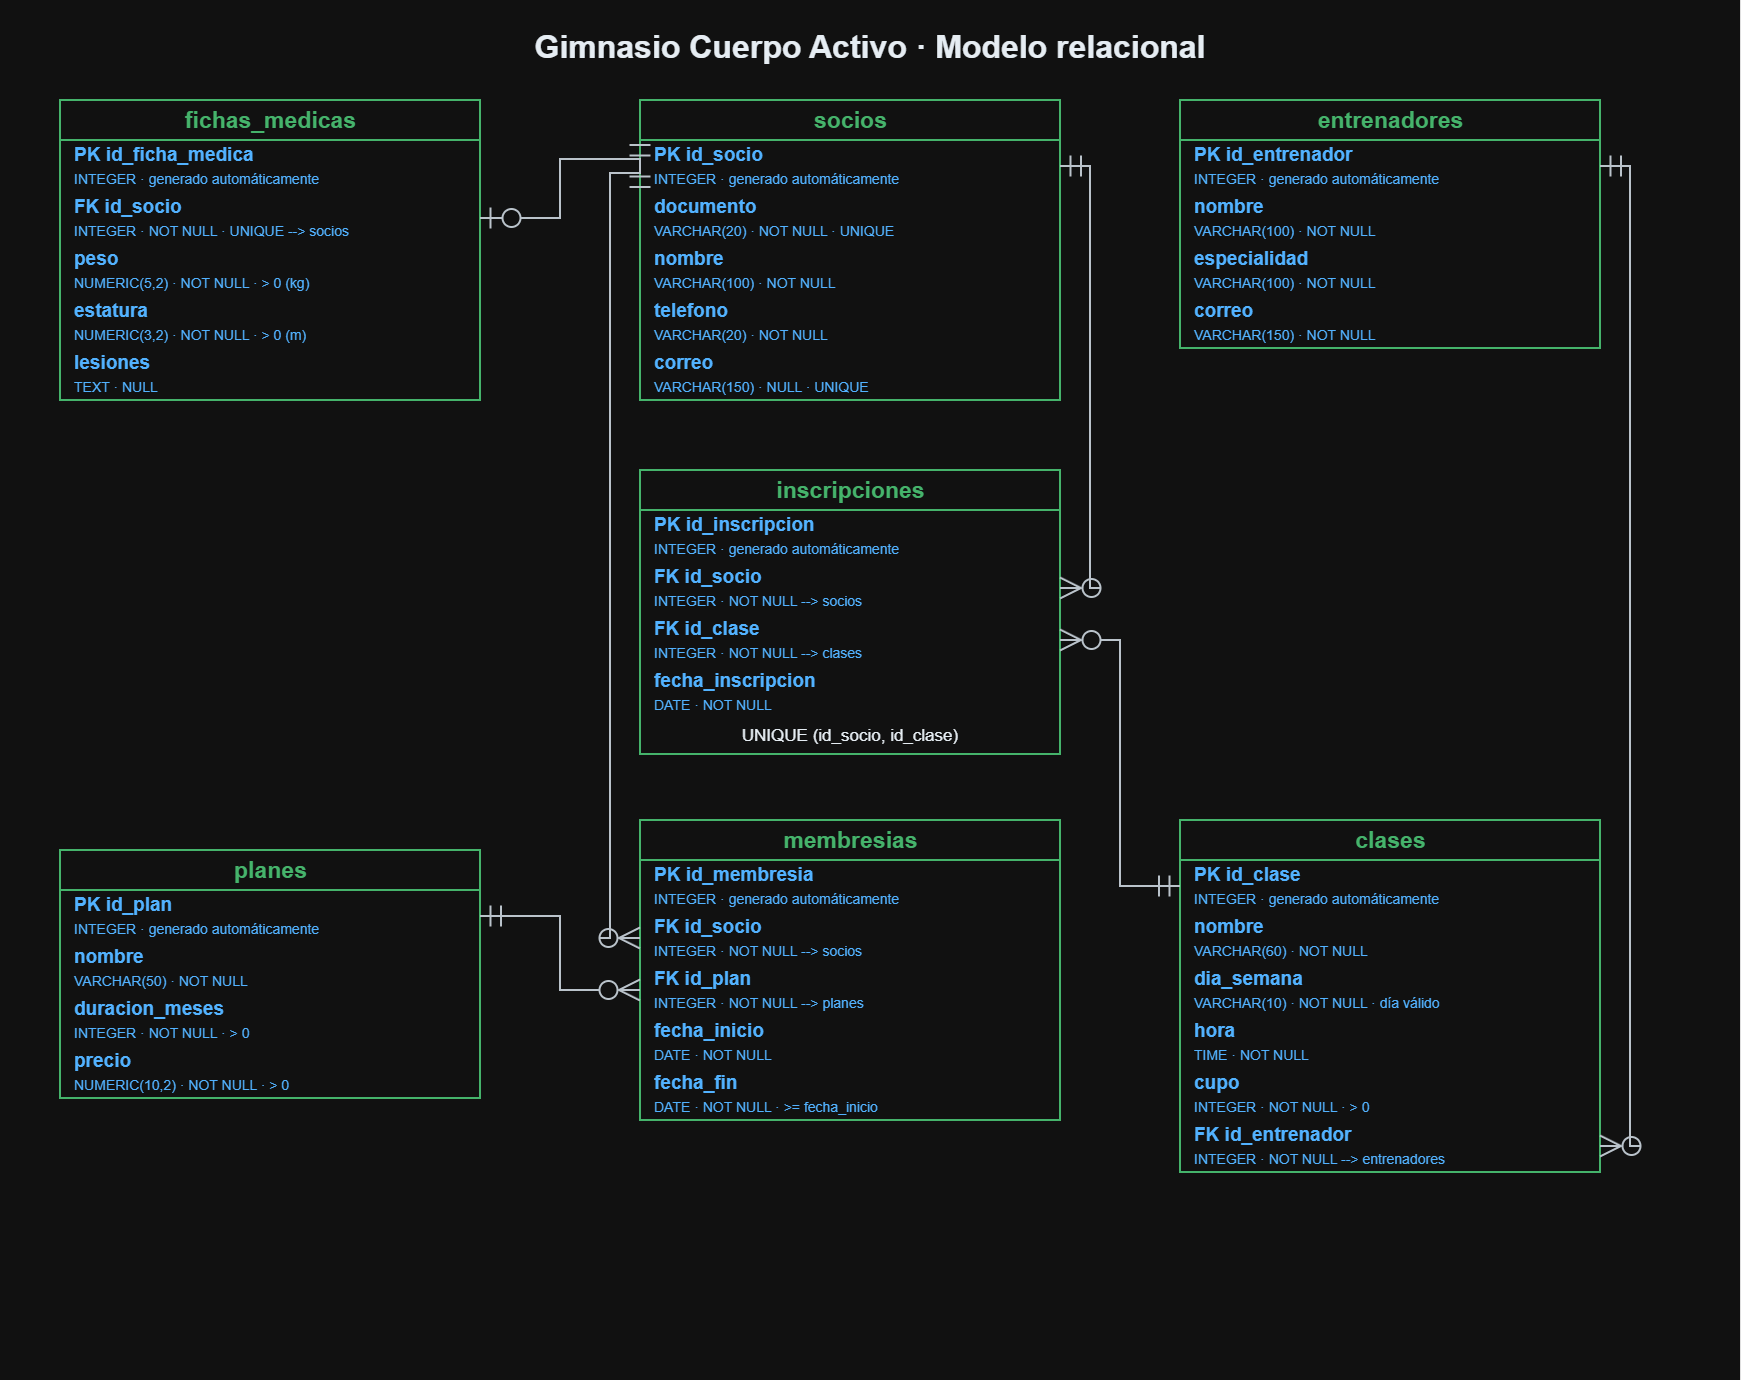 Gimnasio Cuerpo Activo · Modelo relacional
fichas_medicas
PK id_ficha_medica
INTEGER · generado automáticamente
FK id_socio
INTEGER · NOT NULL · UNIQUE --> socios
peso
NUMERIC(5,2) · NOT NULL · > 0 (kg)
estatura
NUMERIC(3,2) · NOT NULL · > 0 (m)
lesiones
TEXT · NULL
socios
PK id_socio
INTEGER · generado automáticamente
documento
VARCHAR(20) · NOT NULL · UNIQUE
nombre
VARCHAR(100) · NOT NULL
telefono
VARCHAR(20) · NOT NULL
correo
VARCHAR(150) · NULL · UNIQUE
entrenadores
PK id_entrenador
INTEGER · generado automáticamente
nombre
VARCHAR(100) · NOT NULL
especialidad
VARCHAR(100) · NOT NULL
correo
VARCHAR(150) · NOT NULL
inscripciones
PK id_inscripcion
INTEGER · generado automáticamente
FK id_socio
INTEGER · NOT NULL --> socios
FK id_clase
INTEGER · NOT NULL --> clases
fecha_inscripcion
DATE · NOT NULL
UNIQUE (id_socio, id_clase)
planes
PK id_plan
INTEGER · generado automáticamente
nombre
VARCHAR(50) · NOT NULL
duracion_meses
INTEGER · NOT NULL · > 0
precio
NUMERIC(10,2) · NOT NULL · > 0
membresias
PK id_membresia
INTEGER · generado automáticamente
FK id_socio
INTEGER · NOT NULL --> socios
FK id_plan
INTEGER · NOT NULL --> planes
fecha_inicio
DATE · NOT NULL
fecha_fin
DATE · NOT NULL · >= fecha_inicio
clases
PK id_clase
INTEGER · generado automáticamente
nombre
VARCHAR(60) · NOT NULL
dia_semana
VARCHAR(10) · NOT NULL · día válido
hora
TIME · NOT NULL
cupo
INTEGER · NOT NULL · > 0
FK id_entrenador
INTEGER · NOT NULL --> entrenadores